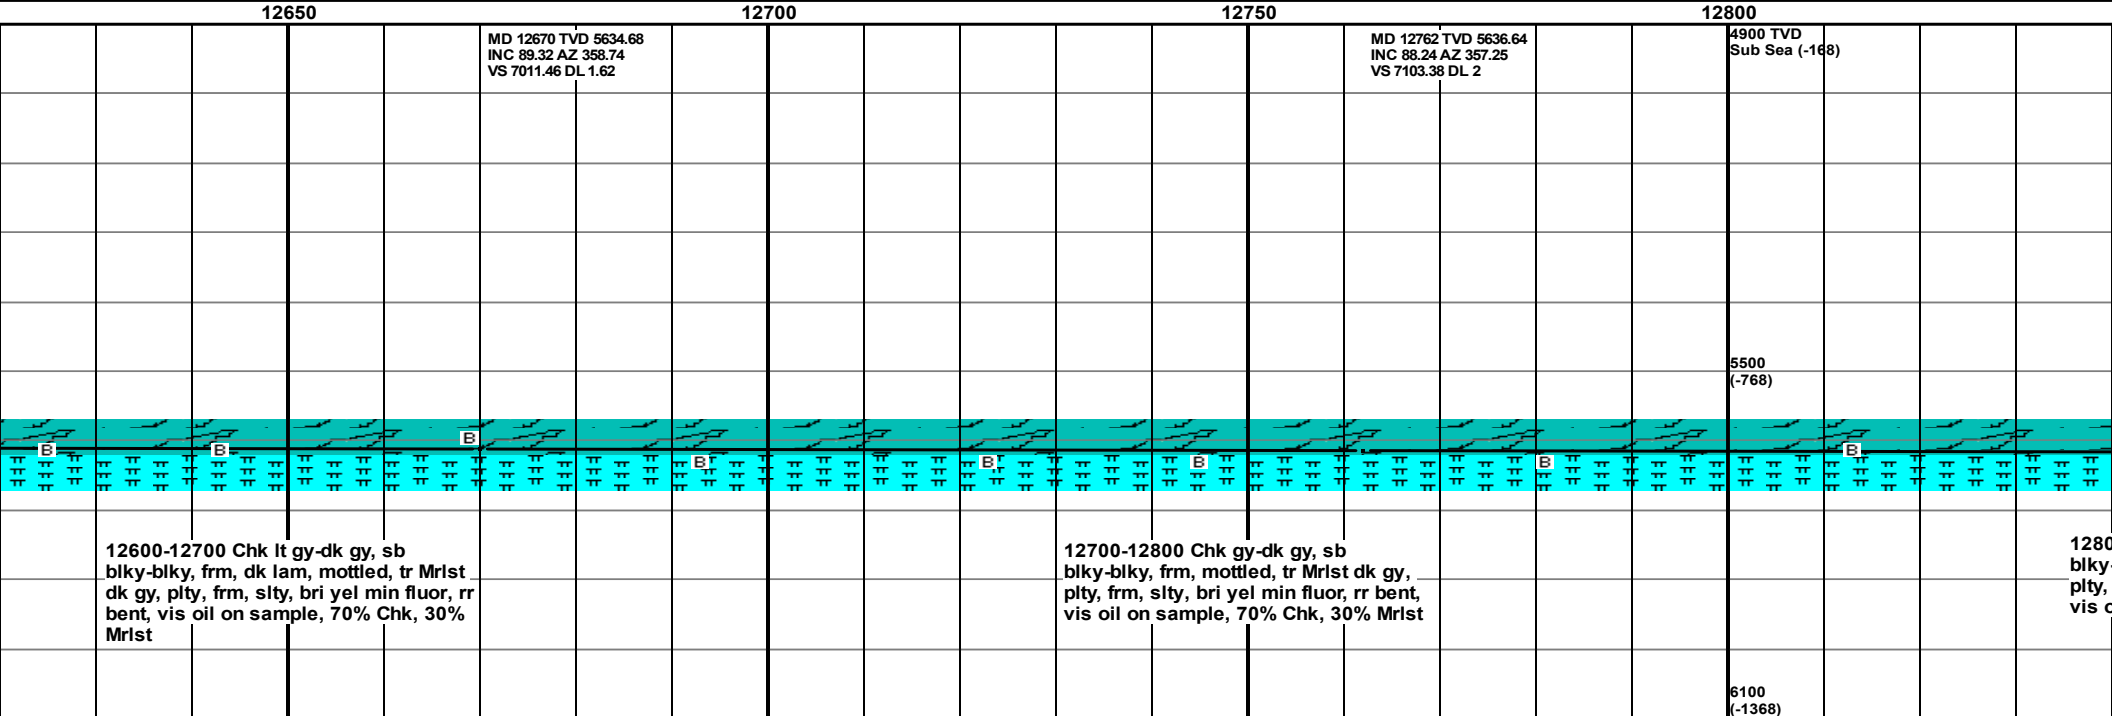 12650 12700 12750 12800
MD 12670 TVD 5634.68
INC 89.32 AZ 358.74
VS 7011.46 DL 1.62
MD 12762 TVD 5636.64
INC 88.24 AZ 357.25
VS 7103.38 DL 2
4900 TVD
Sub Sea (-168)
5500
(-768)
B B B B B B B B
12600-12700 Chk lt gy-dk gy, sb
blky-blky, frm, dk lam, mottled, tr Mrlst
dk gy, plty, frm, slty, bri yel min fluor, rr
bent, vis oil on sample, 70% Chk, 30%
Mrlst
12700-12800 Chk gy-dk gy, sb
blky-blky, frm, mottled, tr Mrlst dk gy,
plty, frm, slty, bri yel min fluor, rr bent,
vis oil on sample, 70% Chk, 30% Mrlst
1280
blky-
plty,
vis o
6100
(-1368)